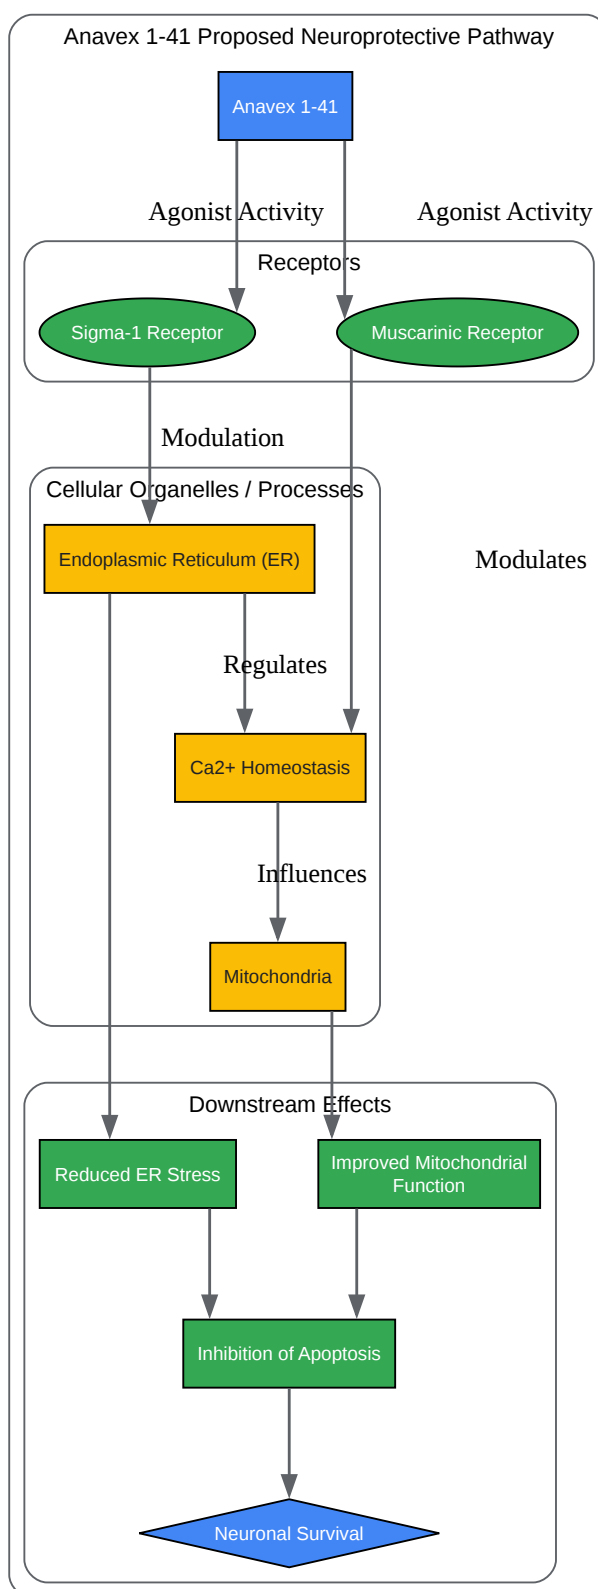 Anavex 1-41 Proposed Neuroprotective Pathway
Anavex 1-41
Agonist Activity
Agonist Activity
Receptors
Sigma-1 Receptor
Muscarinic Receptor
Modulation
Cellular Organelles / Processes
Endoplasmic Reticulum (ER)
Modulates
Regulates
Ca2+ Homeostasis
Influences
Mitochondria
Downstream Effects
Reduced ER Stress
Improved Mitochondrial
Function
Inhibition of Apoptosis
Neuronal Survival